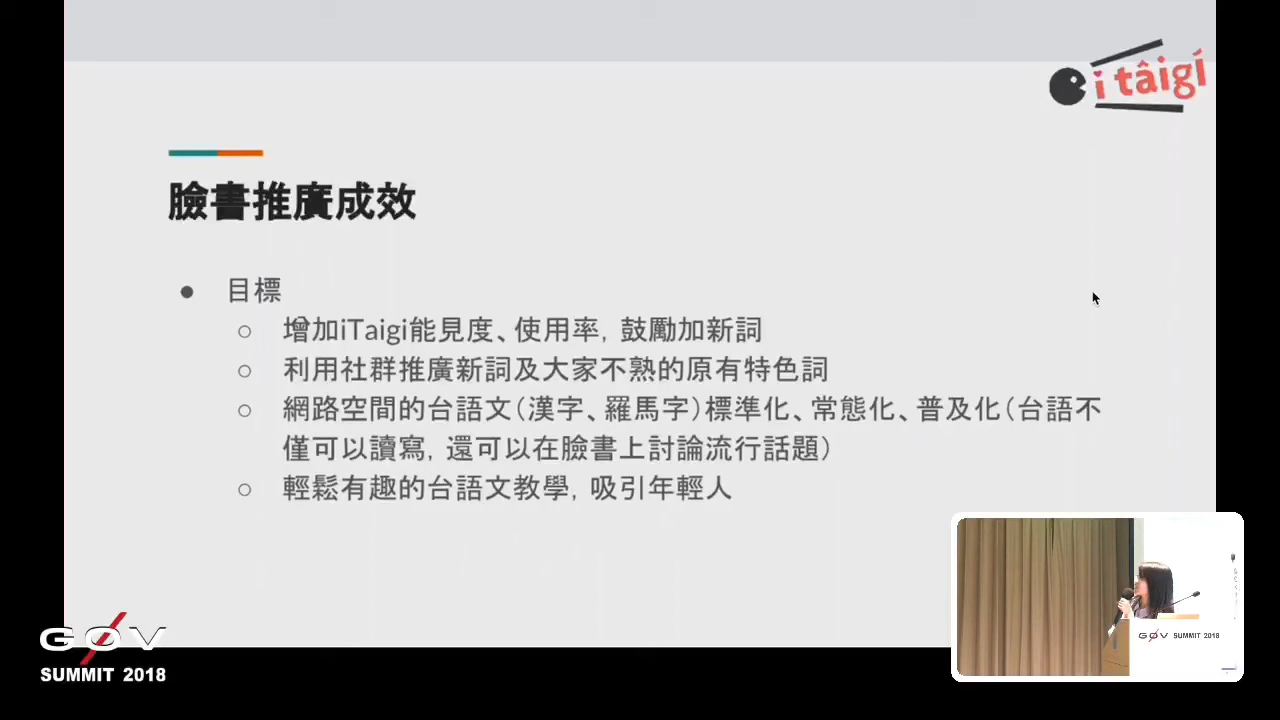 i tâigí
臉書推廣成效
● 目標
○ 增加iTaigi能見度、使用率, 鼓勵加新詞
○ 利用社群推廣新詞及大家不熟的原有特色詞
○ 網路空間的台語文(漢字、羅馬字)標準化、常態化、普及化(台語不
僅可以讀寫, 還可以在臉書上討論流行話題)
○ 輕鬆有趣的台語文教學, 吸引年輕人
G0V
SUMMIT 2018
G0V SUMMIT 2018